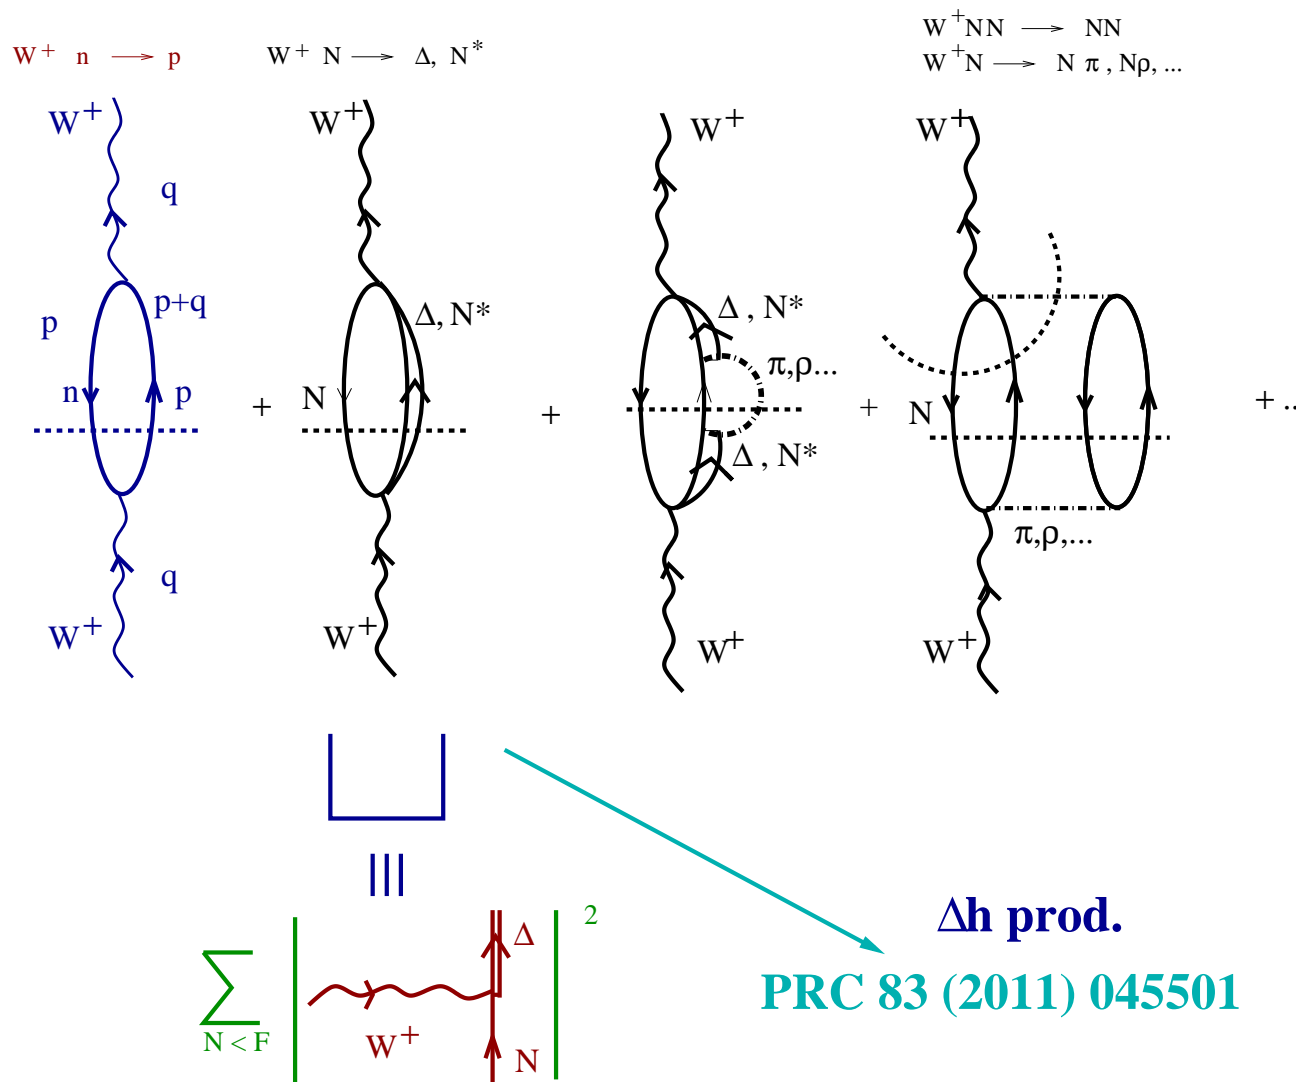 W⁺NN → NN
W⁺ n → p
W⁺ N → Δ, N*
W⁺N → N π , Nρ, ...
W⁺
W⁺
W⁺
W⁺
q
p
p+q
Δ, N*
Δ , N*
π,ρ...
n
p
+
N
+
+
N
+ ..
Δ , N*
π,ρ,...
q
W⁺
W⁺
W⁺
W⁺
2
Δh prod.
Δ
PRC 83 (2011) 045501
∑
N < F
W⁺
N